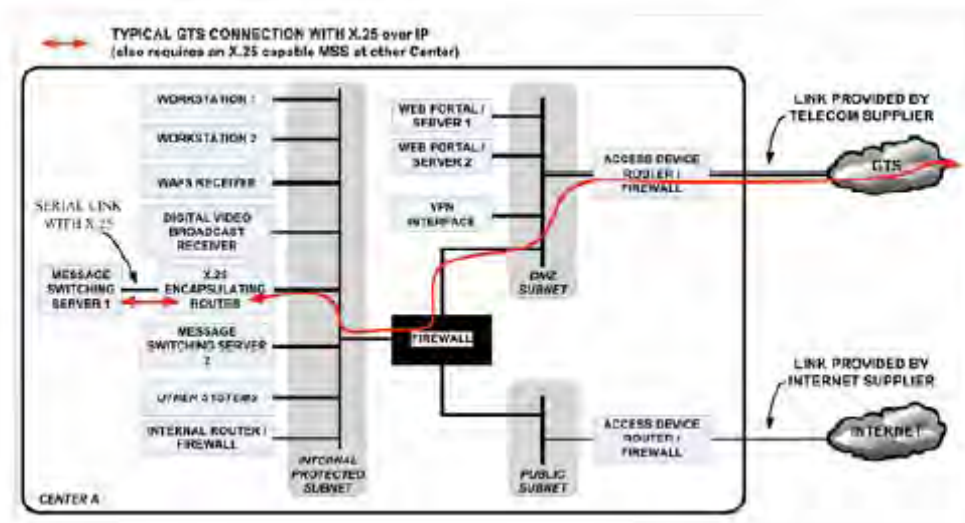 TYPICAL GTS CONNECTION WITH X.25 over IP
(also requires an X.25 capable MSS at other Center)
WORKSTATION 1
WORKSTATION 2
WAFS RECEIVER
DIGITAL VIDEO
BROADCAST
RECEIVER
SERIAL LINK
WITH X.25
MESSAGE
SWITCHING
SERVER 1
X.25
ENCAPSULATING
ROUTER
MESSAGE
SWITCHING SERVER
2
OTHER SYSTEMS
INTERNAL ROUTER /
FIREWALL
INTERNAL
PROTECTED
SUBNET
CENTER A
WEB PORTAL /
SERVER 1
WEB PORTAL /
SERVER 2
VPN
INTERFACE
DMZ
SUBNET
FIREWALL
PUBLIC
SUBNET
ACCESS DEVICE
ROUTER /
FIREWALL
LINK PROVIDED BY
TELECOM SUPPLIER
GTS
ACCESS DEVICE
ROUTER /
FIREWALL
LINK PROVIDED BY
INTERNET SUPPLIER
INTERNET